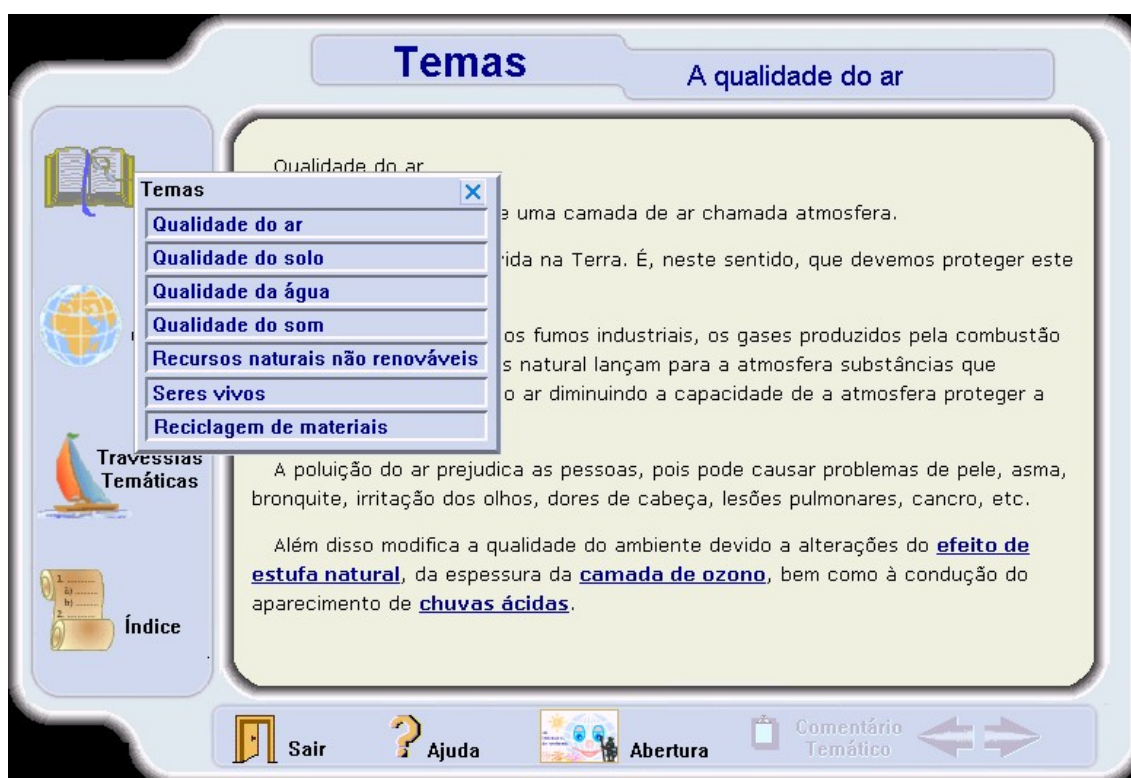 Temas
A qualidade do ar
Qualidade do ar
Temas
Qualidade do ar
Qualidade do solo
Qualidade da água
Qualidade do som
Recursos naturais não renováveis
Seres vivos
Reciclagem de materiais
e uma camada de ar chamada atmosfera.
ida na Terra. É, neste sentido, que devemos proteger este
os fumos industriais, os gases produzidos pela combustão
s natural lançam para a atmosfera substâncias que
o ar diminuindo a capacidade de a atmosfera proteger a
A poluição do ar prejudica as pessoas, pois pode causar problemas de pele, asma,
bronquite, irritação dos olhos, dores de cabeça, lesões pulmonares, cancro, etc.
Além disso modifica a qualidade do ambiente devido a alterações do efeito de
estufa natural, da espessura da camada de ozono, bem como à condução do
aparecimento de chuvas ácidas.
Travessias
Temáticas
Índice
Sair
Ajuda
Abertura
Comentário
Temático